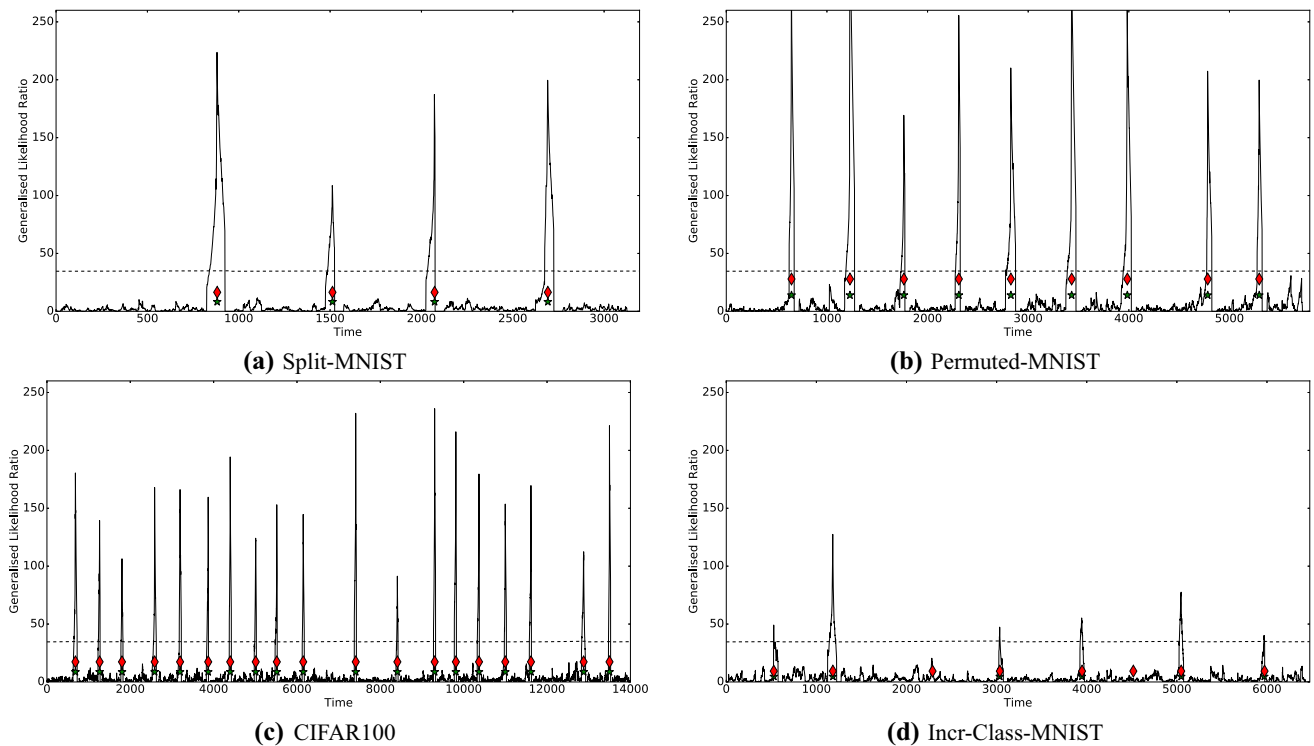 Generalised Likelihood Ratio
250
200
150
100
50
0
0 500 1000 1500 2000 2500 3000
Time
(a) Split-MNIST
Generalised Likelihood Ratio
250
200
150
100
50
0
0 1000 2000 3000 4000 5000
Time
(b) Permuted-MNIST
Generalised Likelihood Ratio
250
200
150
100
50
0
0 2000 4000 6000 8000 10000 12000 14000
Time
(c) CIFAR100
Generalised Likelihood Ratio
250
200
150
100
50
0
0 1000 2000 3000 4000 5000 6000
Time
(d) Incr-Class-MNIST